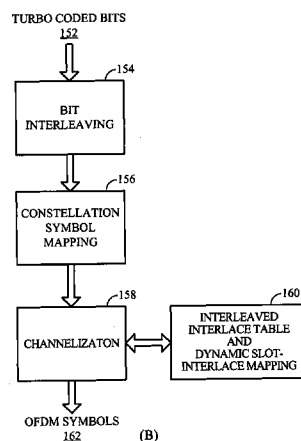 TURBO CODED BITS
152
154
BIT
INTERLEAVING
156
CONSTELLATION
SYMBOL
MAPPING
158
CHANNELIZATON
160
INTERLEAVED
INTERLACE TABLE
AND
DYNAMIC SLOT-
INTERLACE MAPPING
OFDM SYMBOLS
162
(B)